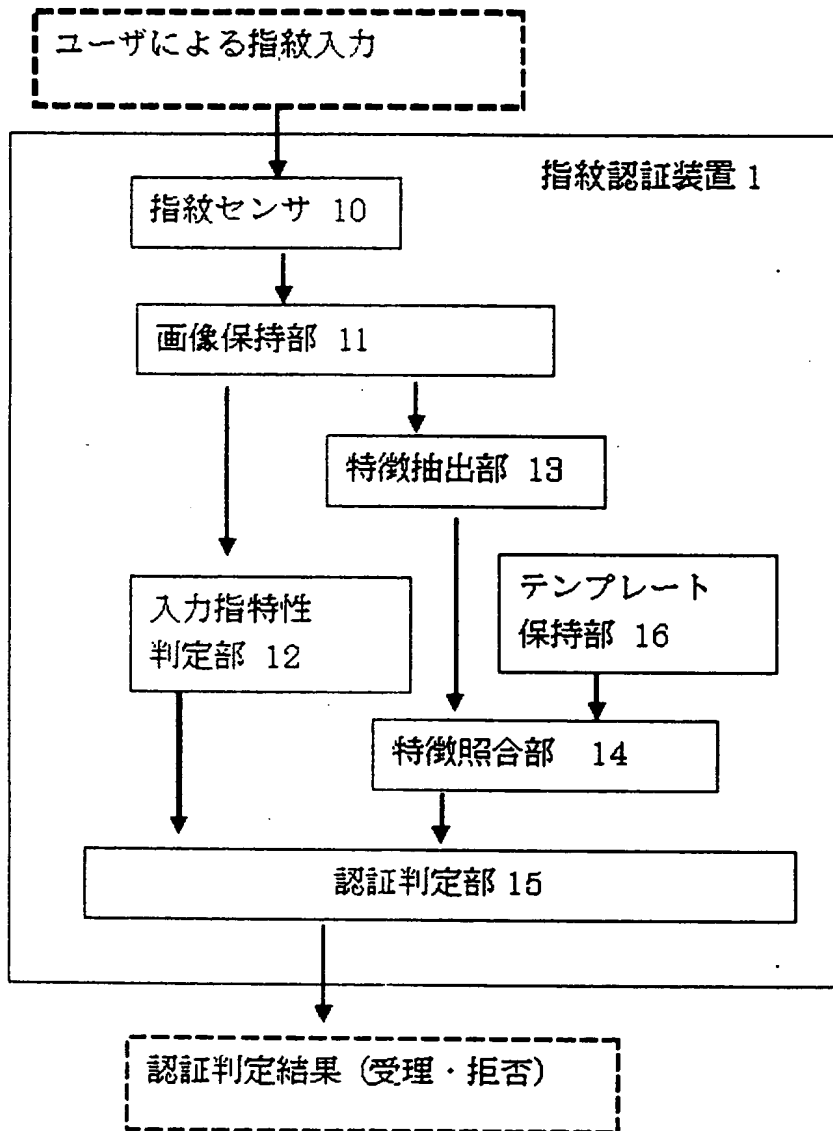 ユーザによる指紋入力
指紋認証装置 1
指紋センサ 10
画像保持部 11
特徴抽出部 13
入力指特性
判定部 12
テンプレート
保持部 16
特徴照合部 14
認証判定部 15
認証判定結果 (受理・拒否)